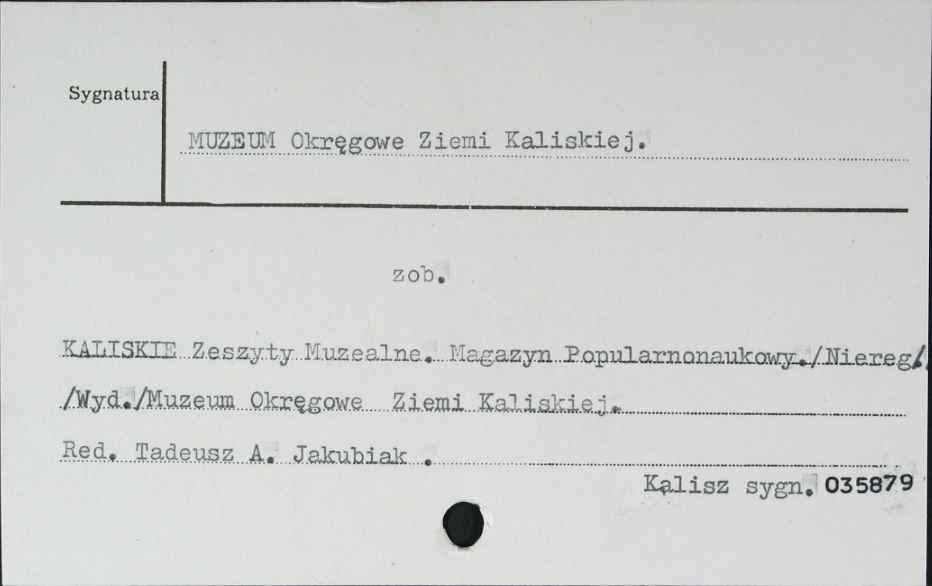 Sygnatura
MUZEUM Okręgowe Ziemi Kaliskiej.
zob.
KALISKIE Zeszyty Muzealne. Magazyn Popularnonaukowy./Niereg/
/Wyd./Muzeum Okręgowe Ziemi Kaliskiej.
Red. Tadeusz A. Jakubiak .
Kalisz sygn. 035879